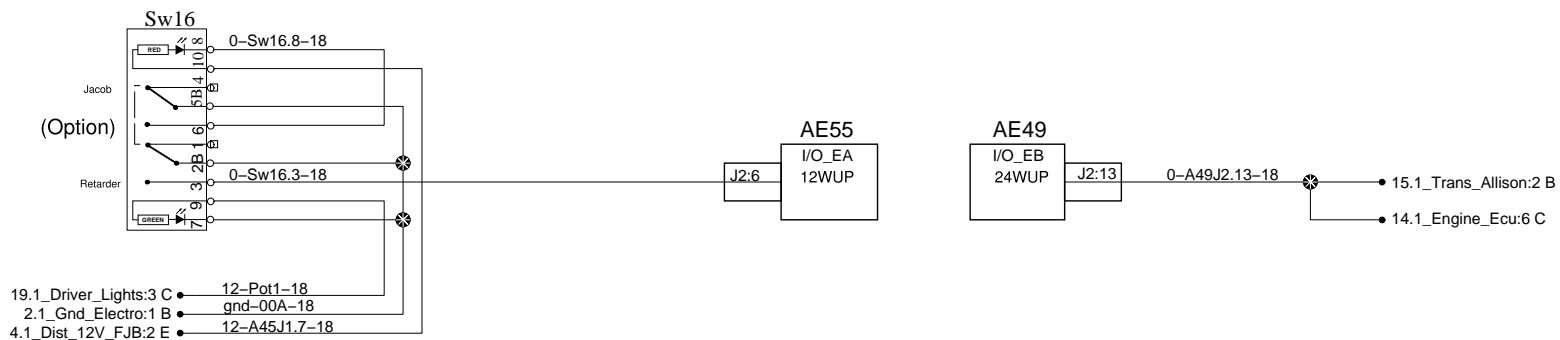 Sw16
RED
8
0−Sw16.8−18
10
4
Jacob
5B
(Option)
6
1
2B
Retarder
3
0−Sw16.3−18
9
GREEN
7
AE55
I/O_EA
12WUP
J2:6
AE49
I/O_EB
24WUP
J2:13
0−A49J2.13−18
15.1_Trans_Allison:2 B
14.1_Engine_Ecu:6 C
19.1_Driver_Lights:3 C
12−Pot1−18
2.1_Gnd_Electro:1 B
gnd−00A−18
4.1_Dist_12V_FJB:2 E
12−A45J1.7−18